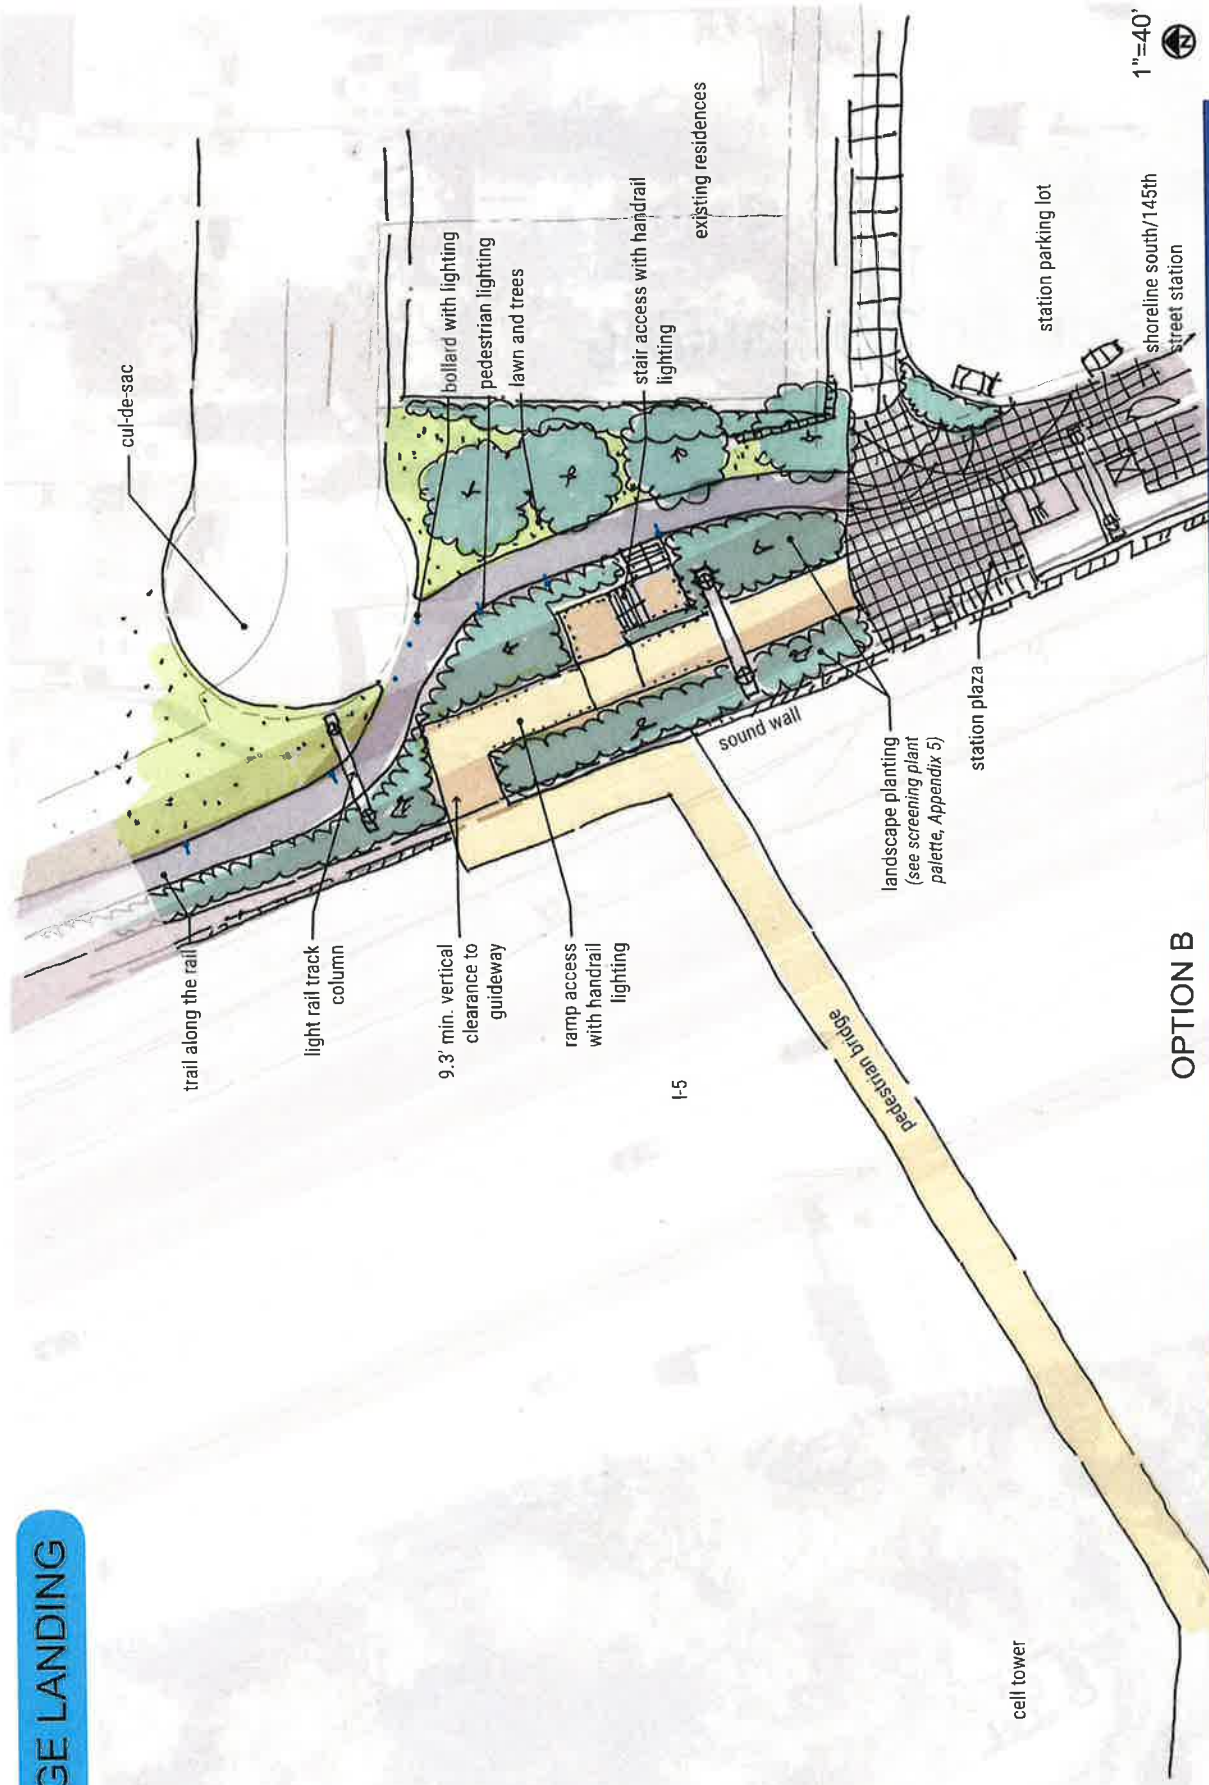 GE LANDING
trail along the rail
light rail track
column
9.3' min. vertical
clearance to
guideway
ramp access
with handrail
lighting
I-5
cul-de-sac
bollard with lighting
pedestrian lighting
lawn and trees
stair access with handrail
lighting
existing residences
sound wall
landscape planting
(see screening plant
palette, Appendix 5)
station plaza
station parking lot
shoreline south/145th
street station
pedestrian bridge
cell tower
OPTION B
1"=40'
N